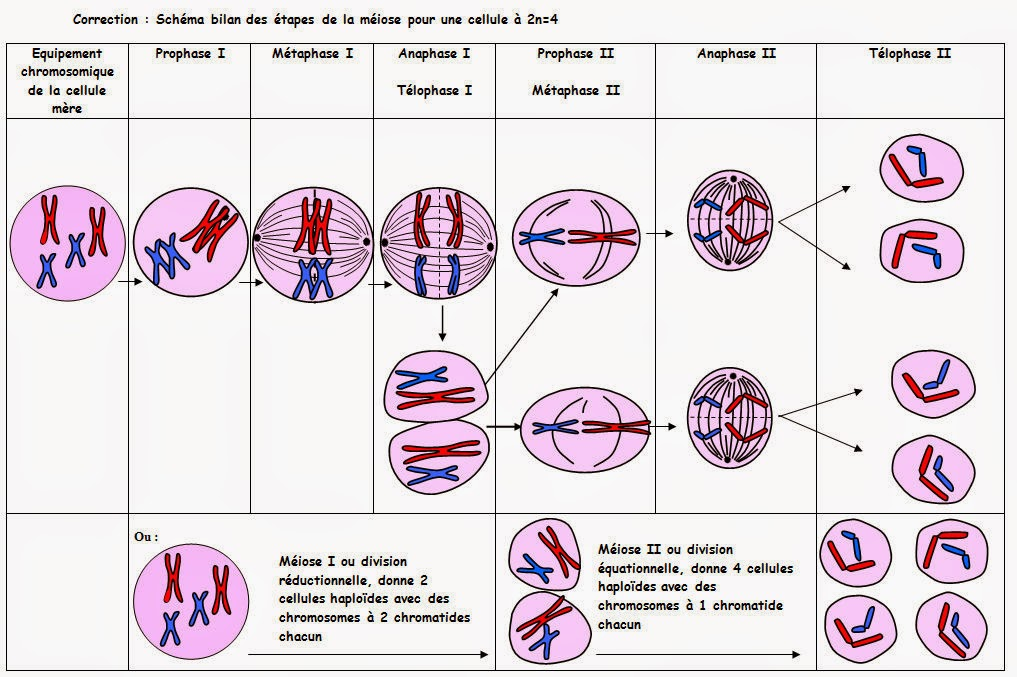 Correction : Schéma bilan des étapes de la méiose pour une cellule à 2n=4
Equipement
chromosomique
de la cellule
mère
Prophase I
Métaphase I
Anaphase I
Télophase I
Prophase II
Métaphase II
Anaphase II
Télophase II
Ou :
Méiose I ou division
réductionnelle, donne 2
cellules haploïdes avec des
chromosomes à 2 chromatides
chacun
Méiose II ou division
équationnelle, donne 4 cellules
haploïdes avec des
chromosomes à 1 chromatide
chacun